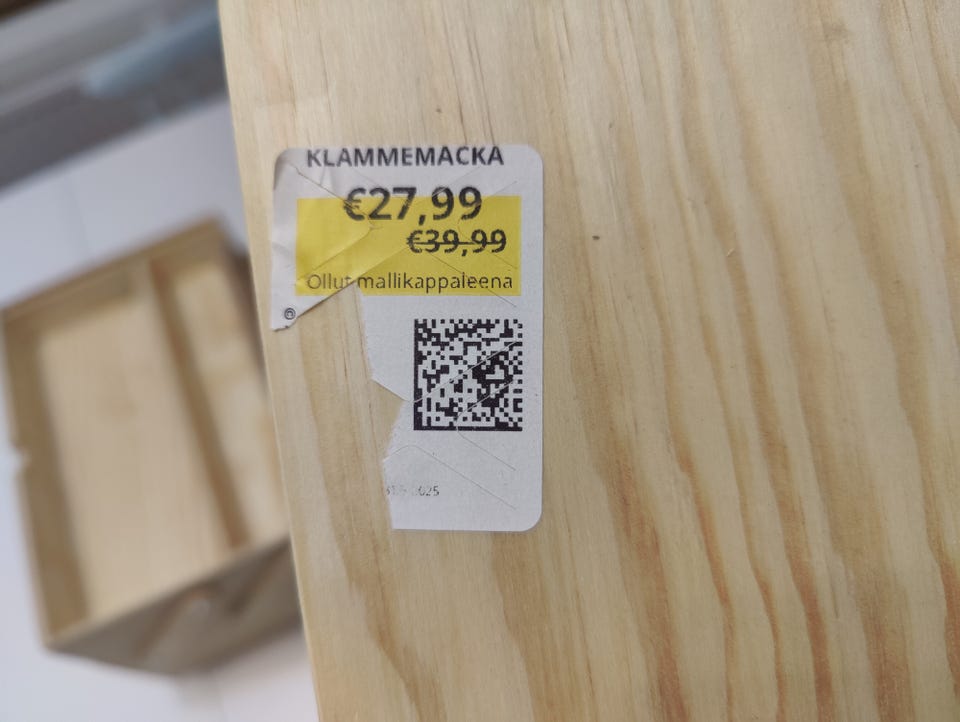 KLAMMEMACKA
€27,99
€39,99
Ollut mallikappaleena